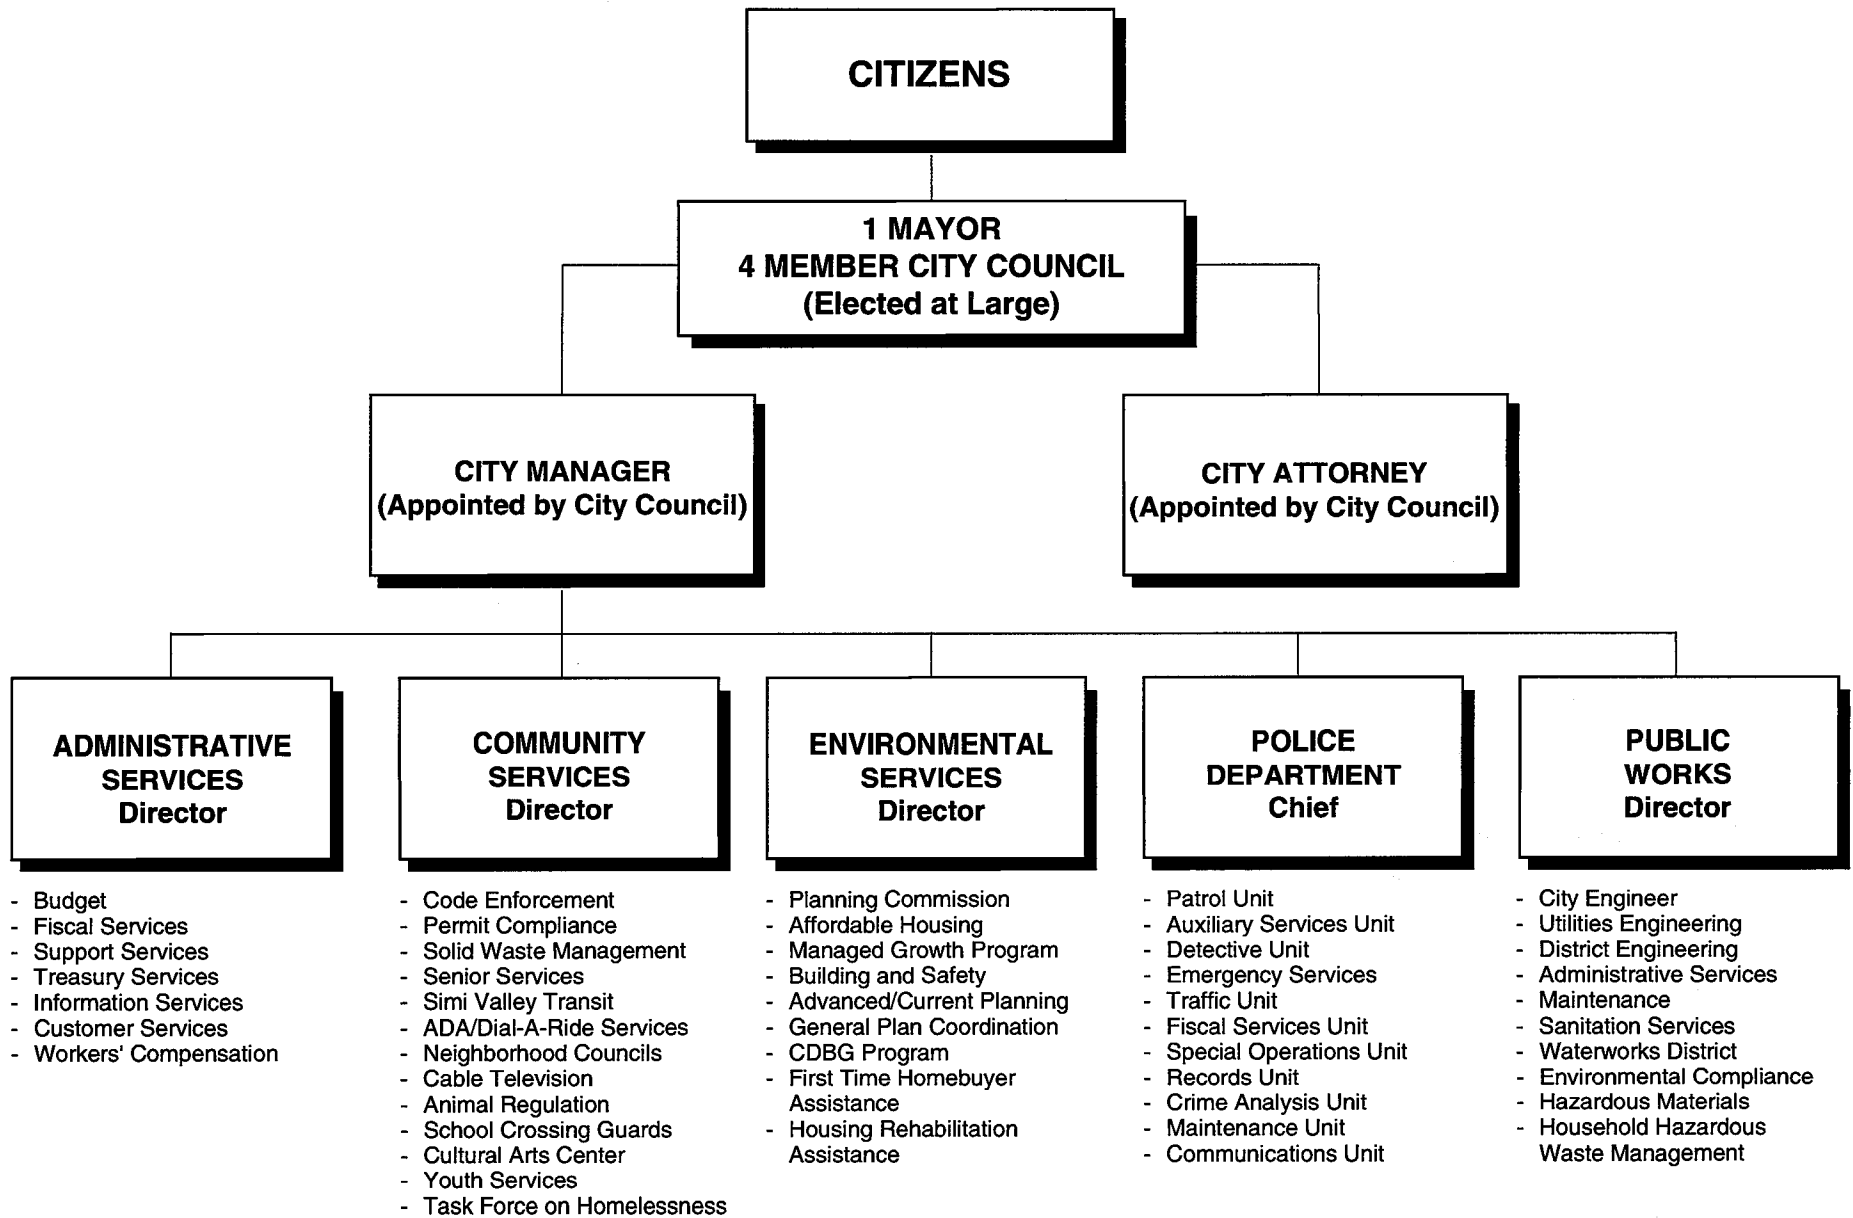 CITIZENS
1 MAYOR
4 MEMBER CITY COUNCIL
(Elected at Large)
CITY MANAGER
(Appointed by City Council)
CITY ATTORNEY
(Appointed by City Council)
ADMINISTRATIVE
SERVICES
Director
- Budget
- Fiscal Services
- Support Services
- Treasury Services
- Information Services
- Customer Services
- Workers' Compensation
COMMUNITY
SERVICES
Director
- Code Enforcement
- Permit Compliance
- Solid Waste Management
- Senior Services
- Simi Valley Transit
- ADA/Dial-A-Ride Services
- Neighborhood Councils
- Cable Television
- Animal Regulation
- School Crossing Guards
- Cultural Arts Center
- Youth Services
- Task Force on Homelessness
ENVIRONMENTAL
SERVICES
Director
- Planning Commission
- Affordable Housing
- Managed Growth Program
- Building and Safety
- Advanced/Current Planning
- General Plan Coordination
- CDBG Program
- First Time Homebuyer
Assistance
- Housing Rehabilitation
Assistance
POLICE
DEPARTMENT
Chief
- Patrol Unit
- Auxiliary Services Unit
- Detective Unit
- Emergency Services
- Traffic Unit
- Fiscal Services Unit
- Special Operations Unit
- Records Unit
- Crime Analysis Unit
- Maintenance Unit
- Communications Unit
PUBLIC
WORKS
Director
- City Engineer
- Utilities Engineering
- District Engineering
- Administrative Services
- Maintenance
- Sanitation Services
- Waterworks District
- Environmental Compliance
- Hazardous Materials
- Household Hazardous
Waste Management